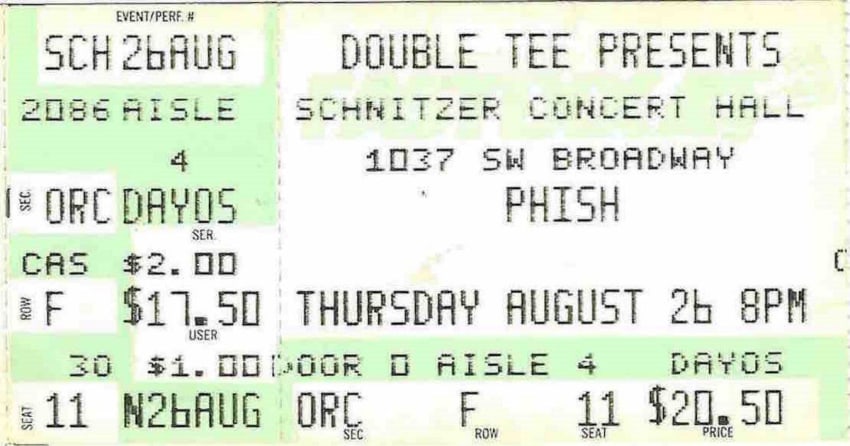 EVENT/PERF. #
SCH 26AUG
2086 AISLE
4
SEC. ORC DAYOS
SER.
CAS $2.00
ROW F $17.50
USER
30 $1.00
SEAT 11 N26AUG
DOUBLE TEE PRESENTS
SCHNITZER CONCERT HALL
1037 SW BROADWAY
PHISH
THURSDAY AUGUST 26 8PM
DOOR 0 AISLE 4 DAYOS
ORC F 11 $20.50
SEC ROW SEAT PRICE